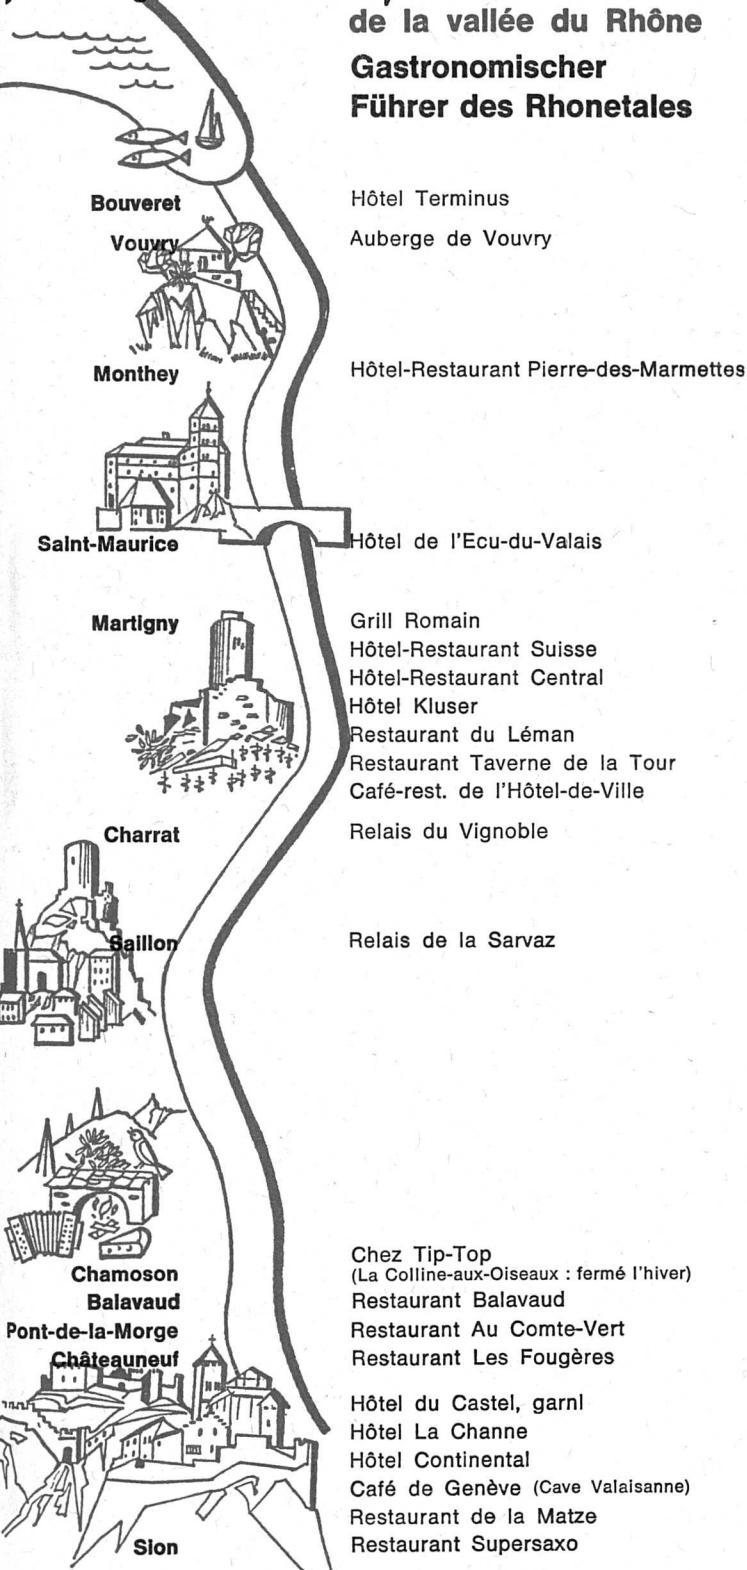 de la vallée du Rhône
Gastronomischer
Führer des Rhonetales
Bouveret Hôtel Terminus
Vouvry Auberge de Vouvry
Monthey Hôtel-Restaurant Pierre-des-Marmettes
Saint-Maurice Hôtel de l'Ecu-du-Valais
Martigny Grill Romain
Hôtel-Restaurant Suisse
Hôtel-Restaurant Central
Hôtel Kluser
Restaurant du Léman
Restaurant Taverne de la Tour
Café-rest. de l'Hôtel-de-Ville
Charrat Relais du Vignoble
Saillon Relais de la Sarvaz
Chez Tip-Top
Chamoson (La Colline-aux-Oiseaux : fermé l'hiver)
Balavaud Restaurant Balavaud
Pont-de-la-Morge Restaurant Au Comte-Vert
Châteauneuf Restaurant Les Fougères
Hôtel du Castel, garni
Hôtel La Channe
Hôtel Continental
Café de Genève (Cave Valaisanne)
Restaurant de la Matze
Sion Restaurant Supersaxo